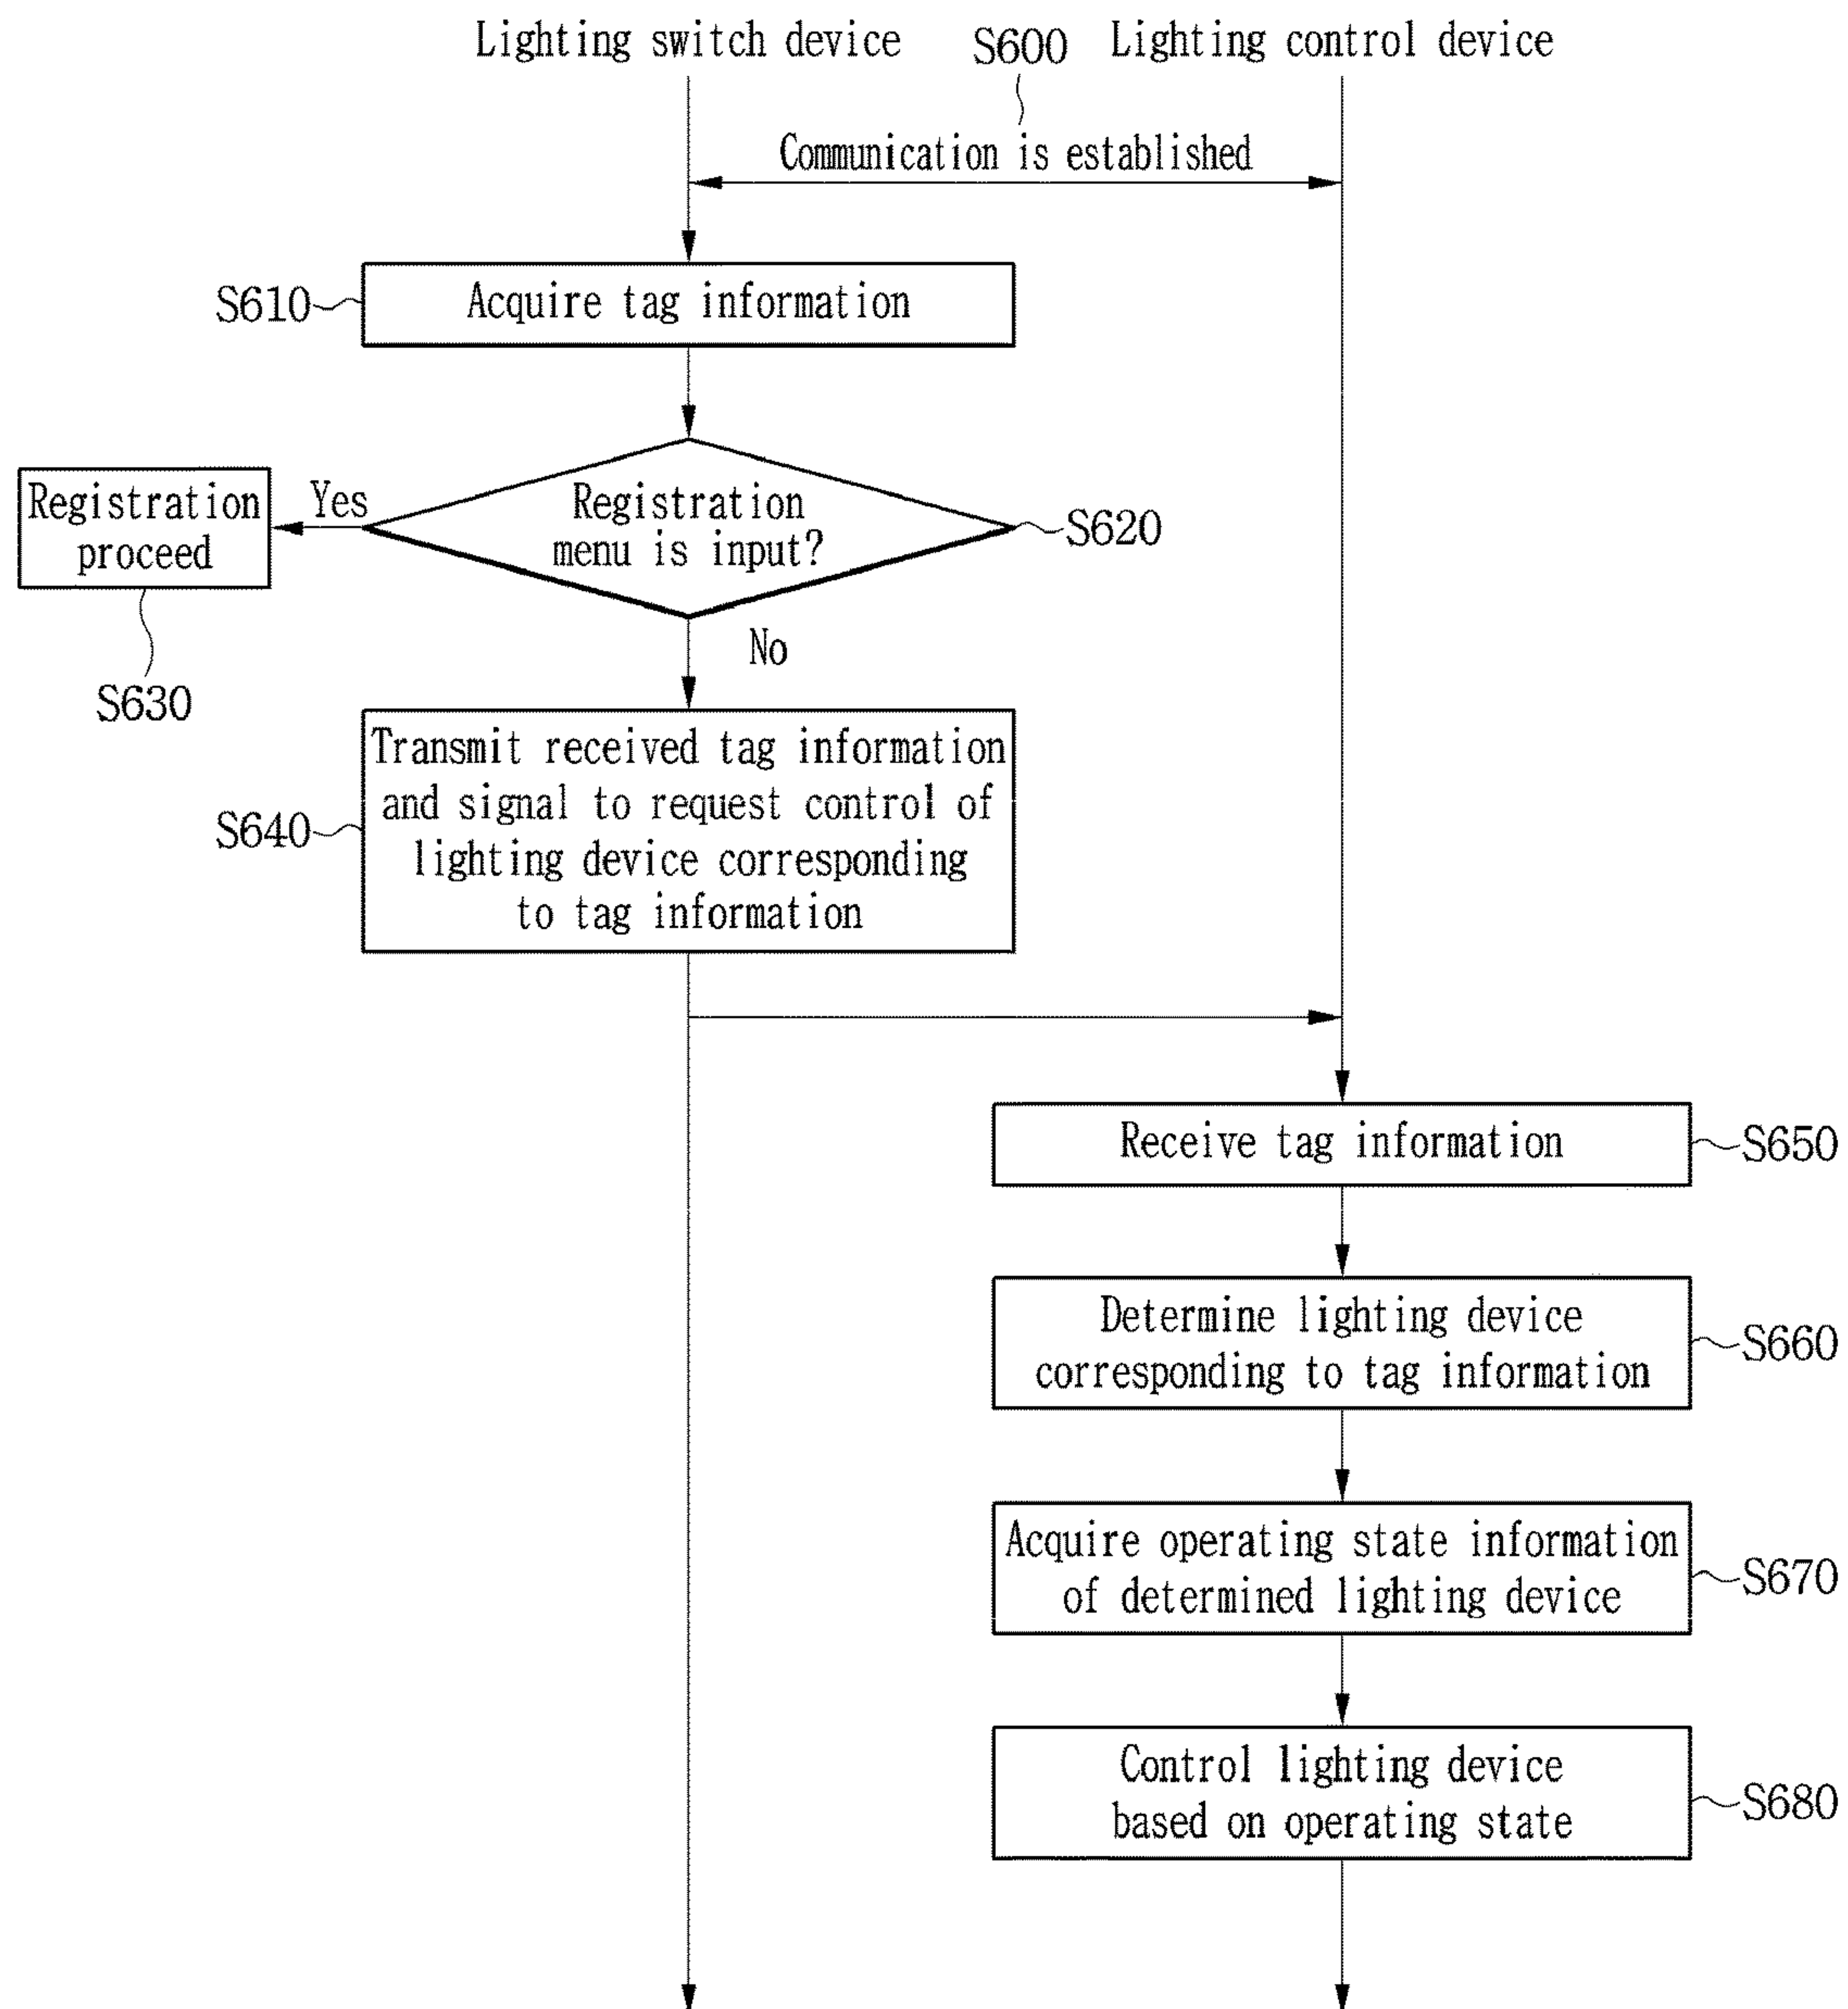 Lighting switch device
S600
Lighting control device
Communication is established
S610
Acquire tag information
Registration
proceed
Yes
Registration
menu is input?
S620
No
S630
S640
Transmit received tag information
and signal to request control of
lighting device corresponding
to tag information
Receive tag information
S650
Determine lighting device
corresponding to tag information
S660
Acquire operating state information
of determined lighting device
S670
Control lighting device
based on operating state
S680